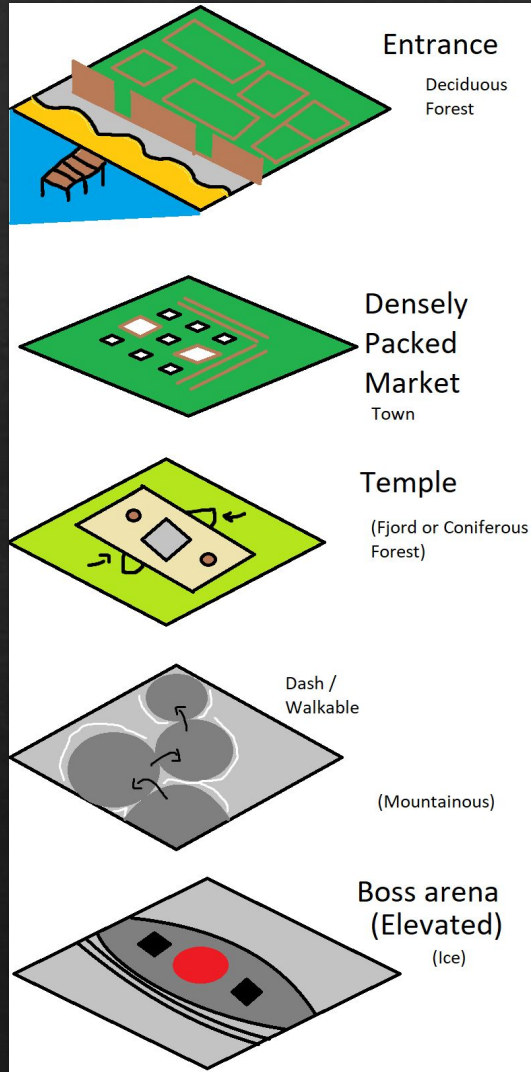 Entrance
Deciduous
Forest
Densely
Packed
Market
Town
Temple
(Fjord or Coniferous
Forest)
Dash /
Walkable
(Mountainous)
Boss arena
(Elevated)
(Ice)